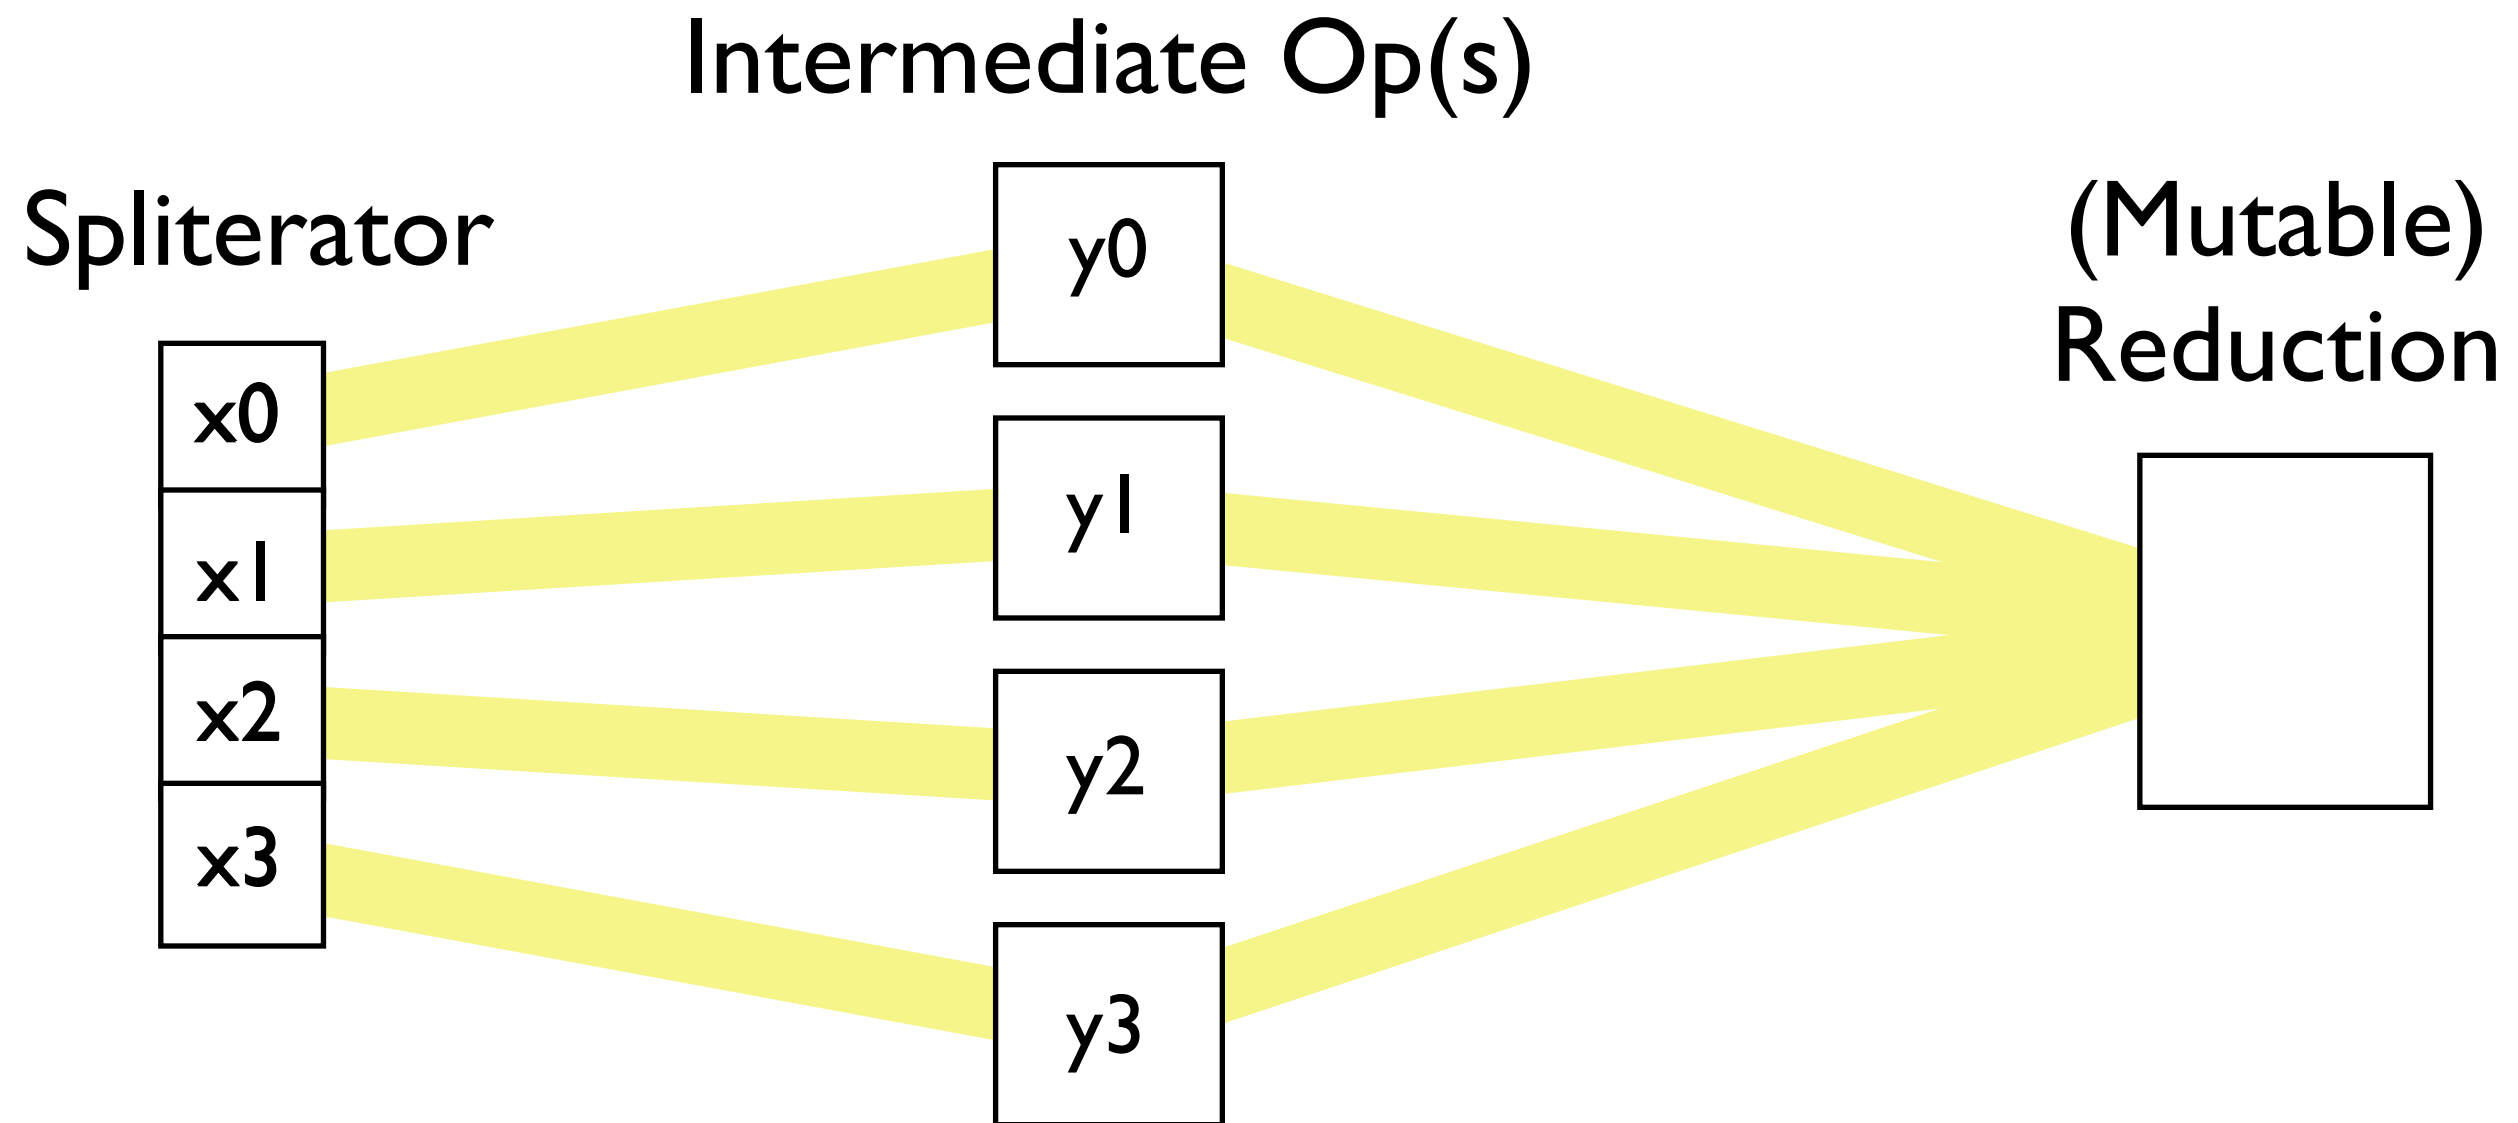 Intermediate Op(s)
Spliterator
(Mutable)
Reduction
x0
x1
x2
x3
y0
y1
y2
y3